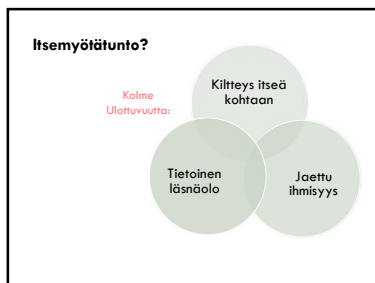 Itsemyötätunto?
Kolme
Ulottuvuutta:
Kiltteys itseä
kohtaan
Tietoinen
läsnäolo
Jaettu
ihmisyys